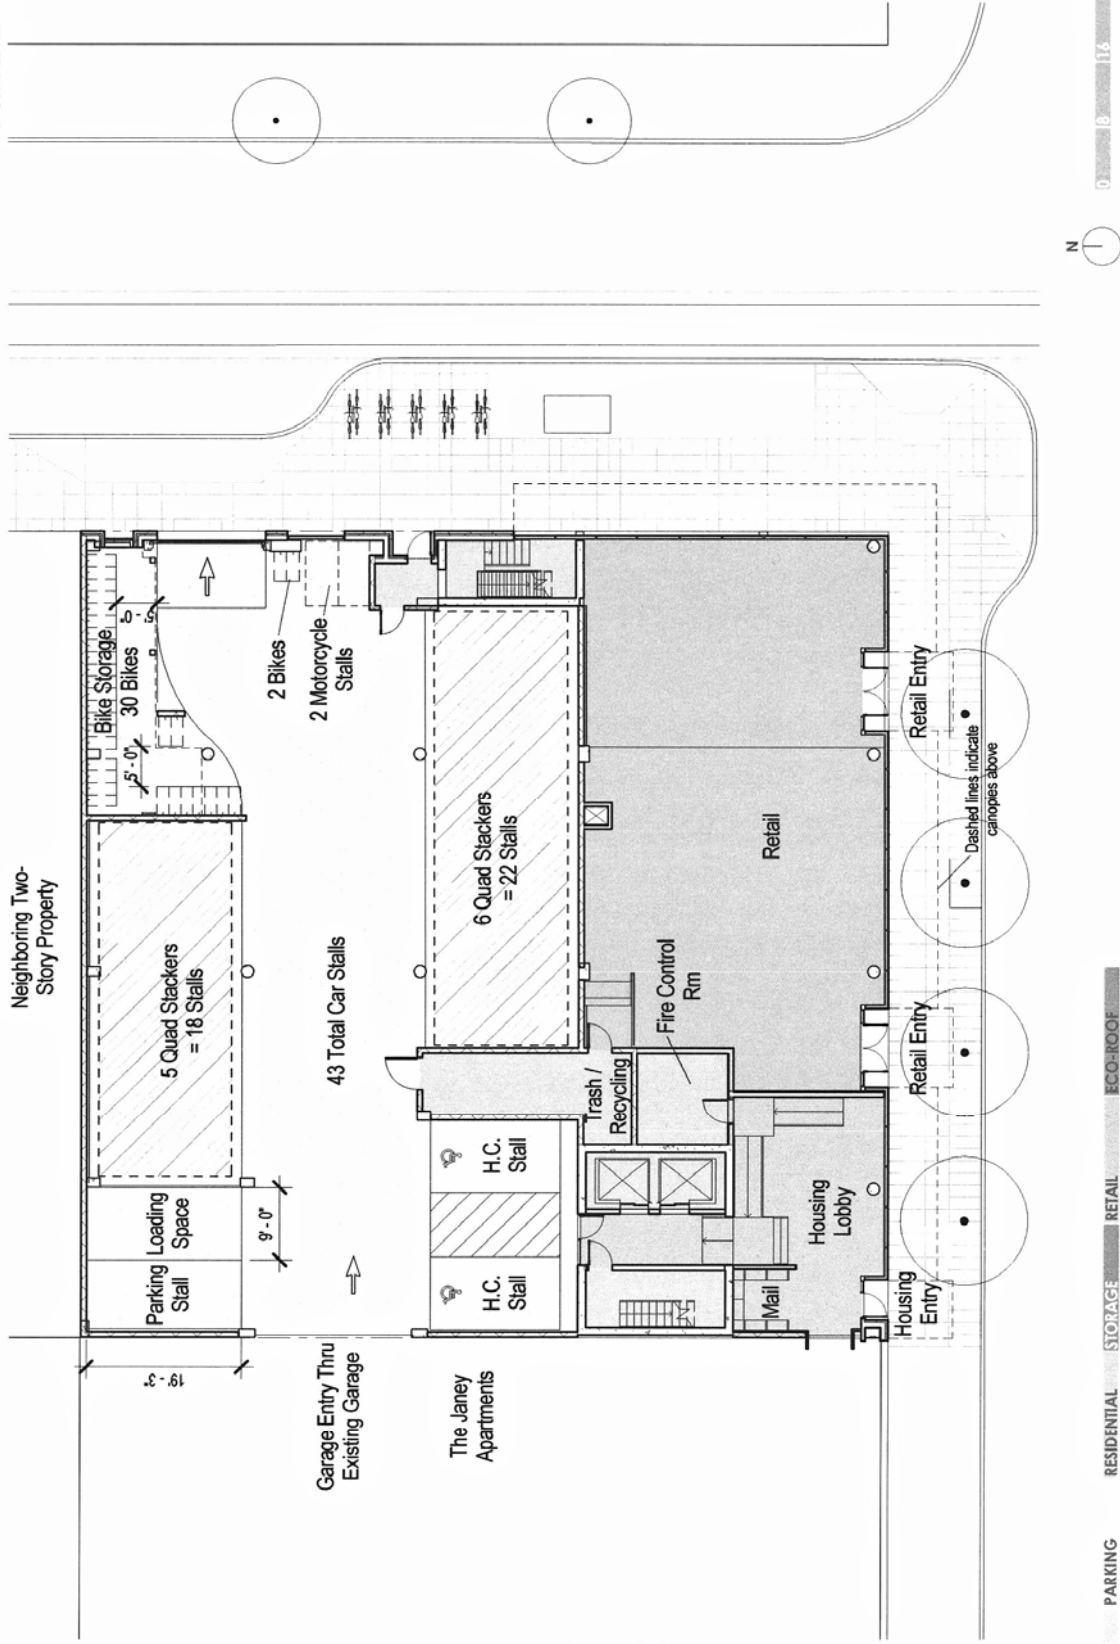 Neighboring Two-
Story Property
Bike Storage
30 Bikes
5' - 0"
5' - 0"
2 Bikes
2 Motorcycle
Stalls
5 Quad Stackers
= 18 Stalls
Loading
Space
Parking
Stall
9' - 0"
19' - 3"
43 Total Car Stalls
Garage Entry Thru
Existing Garage
The Janey
Apartments
6 Quad Stackers
= 22 Stalls
H.C.
Stall
H.C.
Stall
Trash /
Recycling
Fire Control
Rm
Retail
Housing
Lobby
Mail
Housing
Entry
Retail Entry
Retail Entry
Dashed lines indicate
canopies above
PARKING
RESIDENTIAL
STORAGE
RETAIL
ECO-ROOF
N
0 8 16